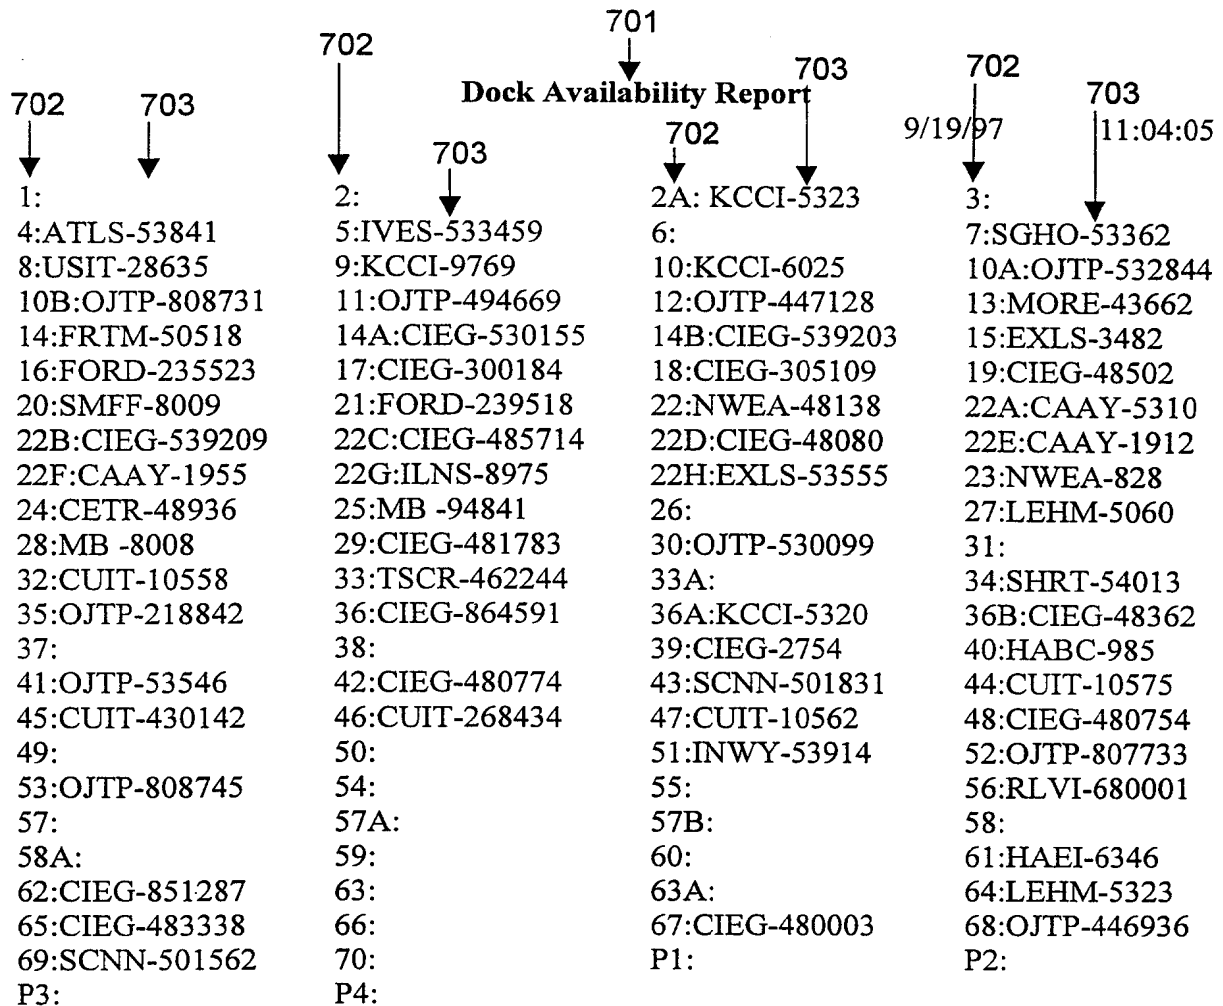 701
702
703
702
Dock Availability Report
702
703
703
9/19/97 11:04:05
702
703
1: 2: 2A: KCCI-5323 3:
4:ATLS-53841 5:IVES-533459 6: 7:SGHO-53362
8:USIT-28635 9:KCCI-9769 10:KCCI-6025 10A:OJTP-532844
10B:OJTP-808731 11:OJTP-494669 12:OJTP-447128 13:MORE-43662
14:FRTM-50518 14A:CIEG-530155 14B:CIEG-539203 15:EXLS-3482
16:FORD-235523 17:CIEG-300184 18:CIEG-305109 19:CIEG-48502
20:SMFF-8009 21:FORD-239518 22:NWEA-48138 22A:CAAY-5310
22B:CIEG-539209 22C:CIEG-485714 22D:CIEG-48080 22E:CAAY-1912
22F:CAAY-1955 22G:ILNS-8975 22H:EXLS-53555 23:NWEA-828
24:CETR-48936 25:MB -94841 26: 27:LEHM-5060
28:MB -8008 29:CIEG-481783 30:OJTP-530099 31:
32:CUIT-10558 33:TSCR-462244 33A: 34:SHRT-54013
35:OJTP-218842 36:CIEG-864591 36A:KCCI-5320 36B:CIEG-48362
37: 38: 39:CIEG-2754 40:HABC-985
41:OJTP-53546 42:CIEG-480774 43:SCNN-501831 44:CUIT-10575
45:CUIT-430142 46:CUIT-268434 47:CUIT-10562 48:CIEG-480754
49: 50: 51:INWY-53914 52:OJTP-807733
53:OJTP-808745 54: 55: 56:RLVI-680001
57: 57A: 57B: 58:
58A: 59: 60: 61:HAEI-6346
62:CIEG-851287 63: 63A: 64:LEHM-5323
65:CIEG-483338 66: 67:CIEG-480003 68:OJTP-446936
69:SCNN-501562 70: P1: P2:
P3: P4: